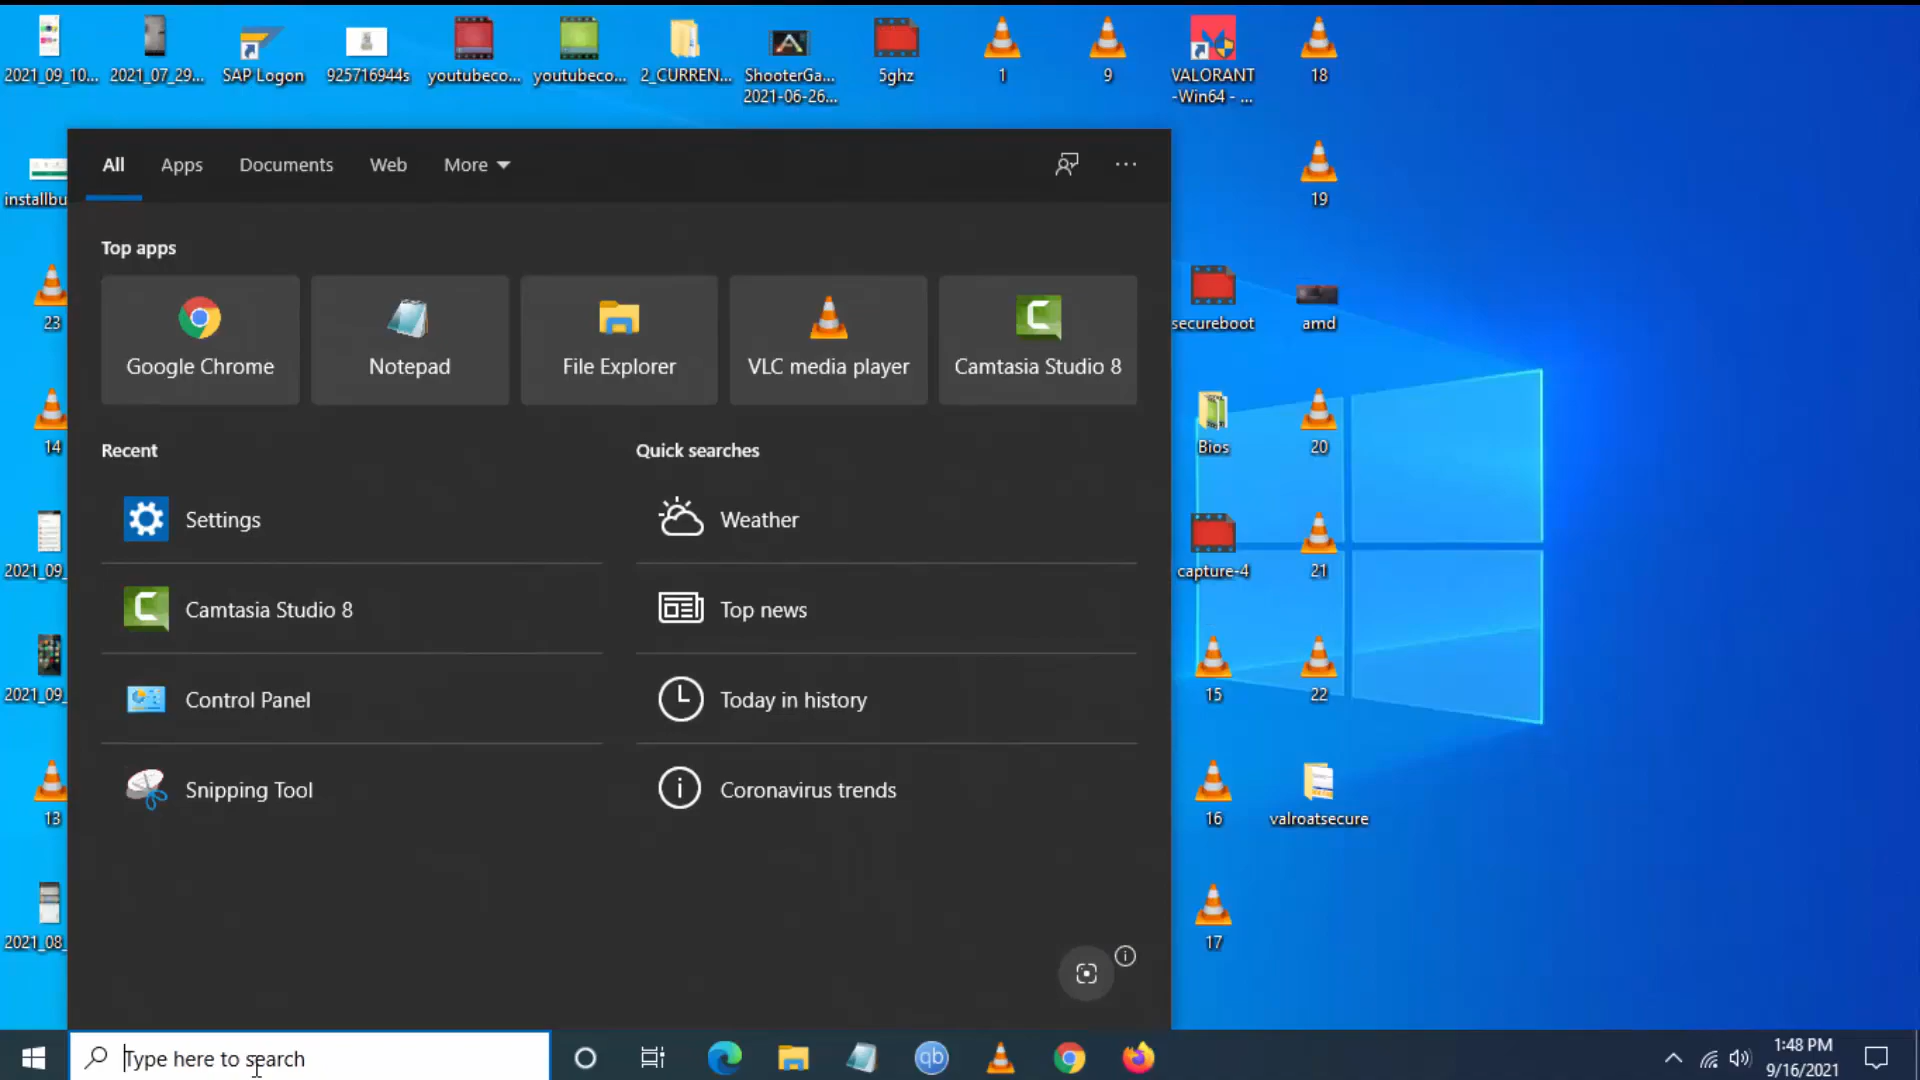 2021_09_10...
2021_07_29...
SAP Logon
925716944s
youtubeco...
youtubeco...
2_CURREN...
ShooterGa...
2021-06-26...
5ghz
1
9
VALORANT
-Win64 - ...
18
installbu
19
23
secureboot
amd
14
Bios
20
2021_09_
capture-4
21
2021_09_
15
22
13
16
valroatsecure
2021_08_
17
All
Apps
Documents
Web
More
Top apps
Google Chrome
Notepad
File Explorer
VLC media player
Camtasia Studio 8
Recent
Settings
Camtasia Studio 8
Control Panel
Snipping Tool
Quick searches
Weather
Top news
Today in history
Coronavirus trends
Type here to search
qb
1:48 PM
9/16/2021